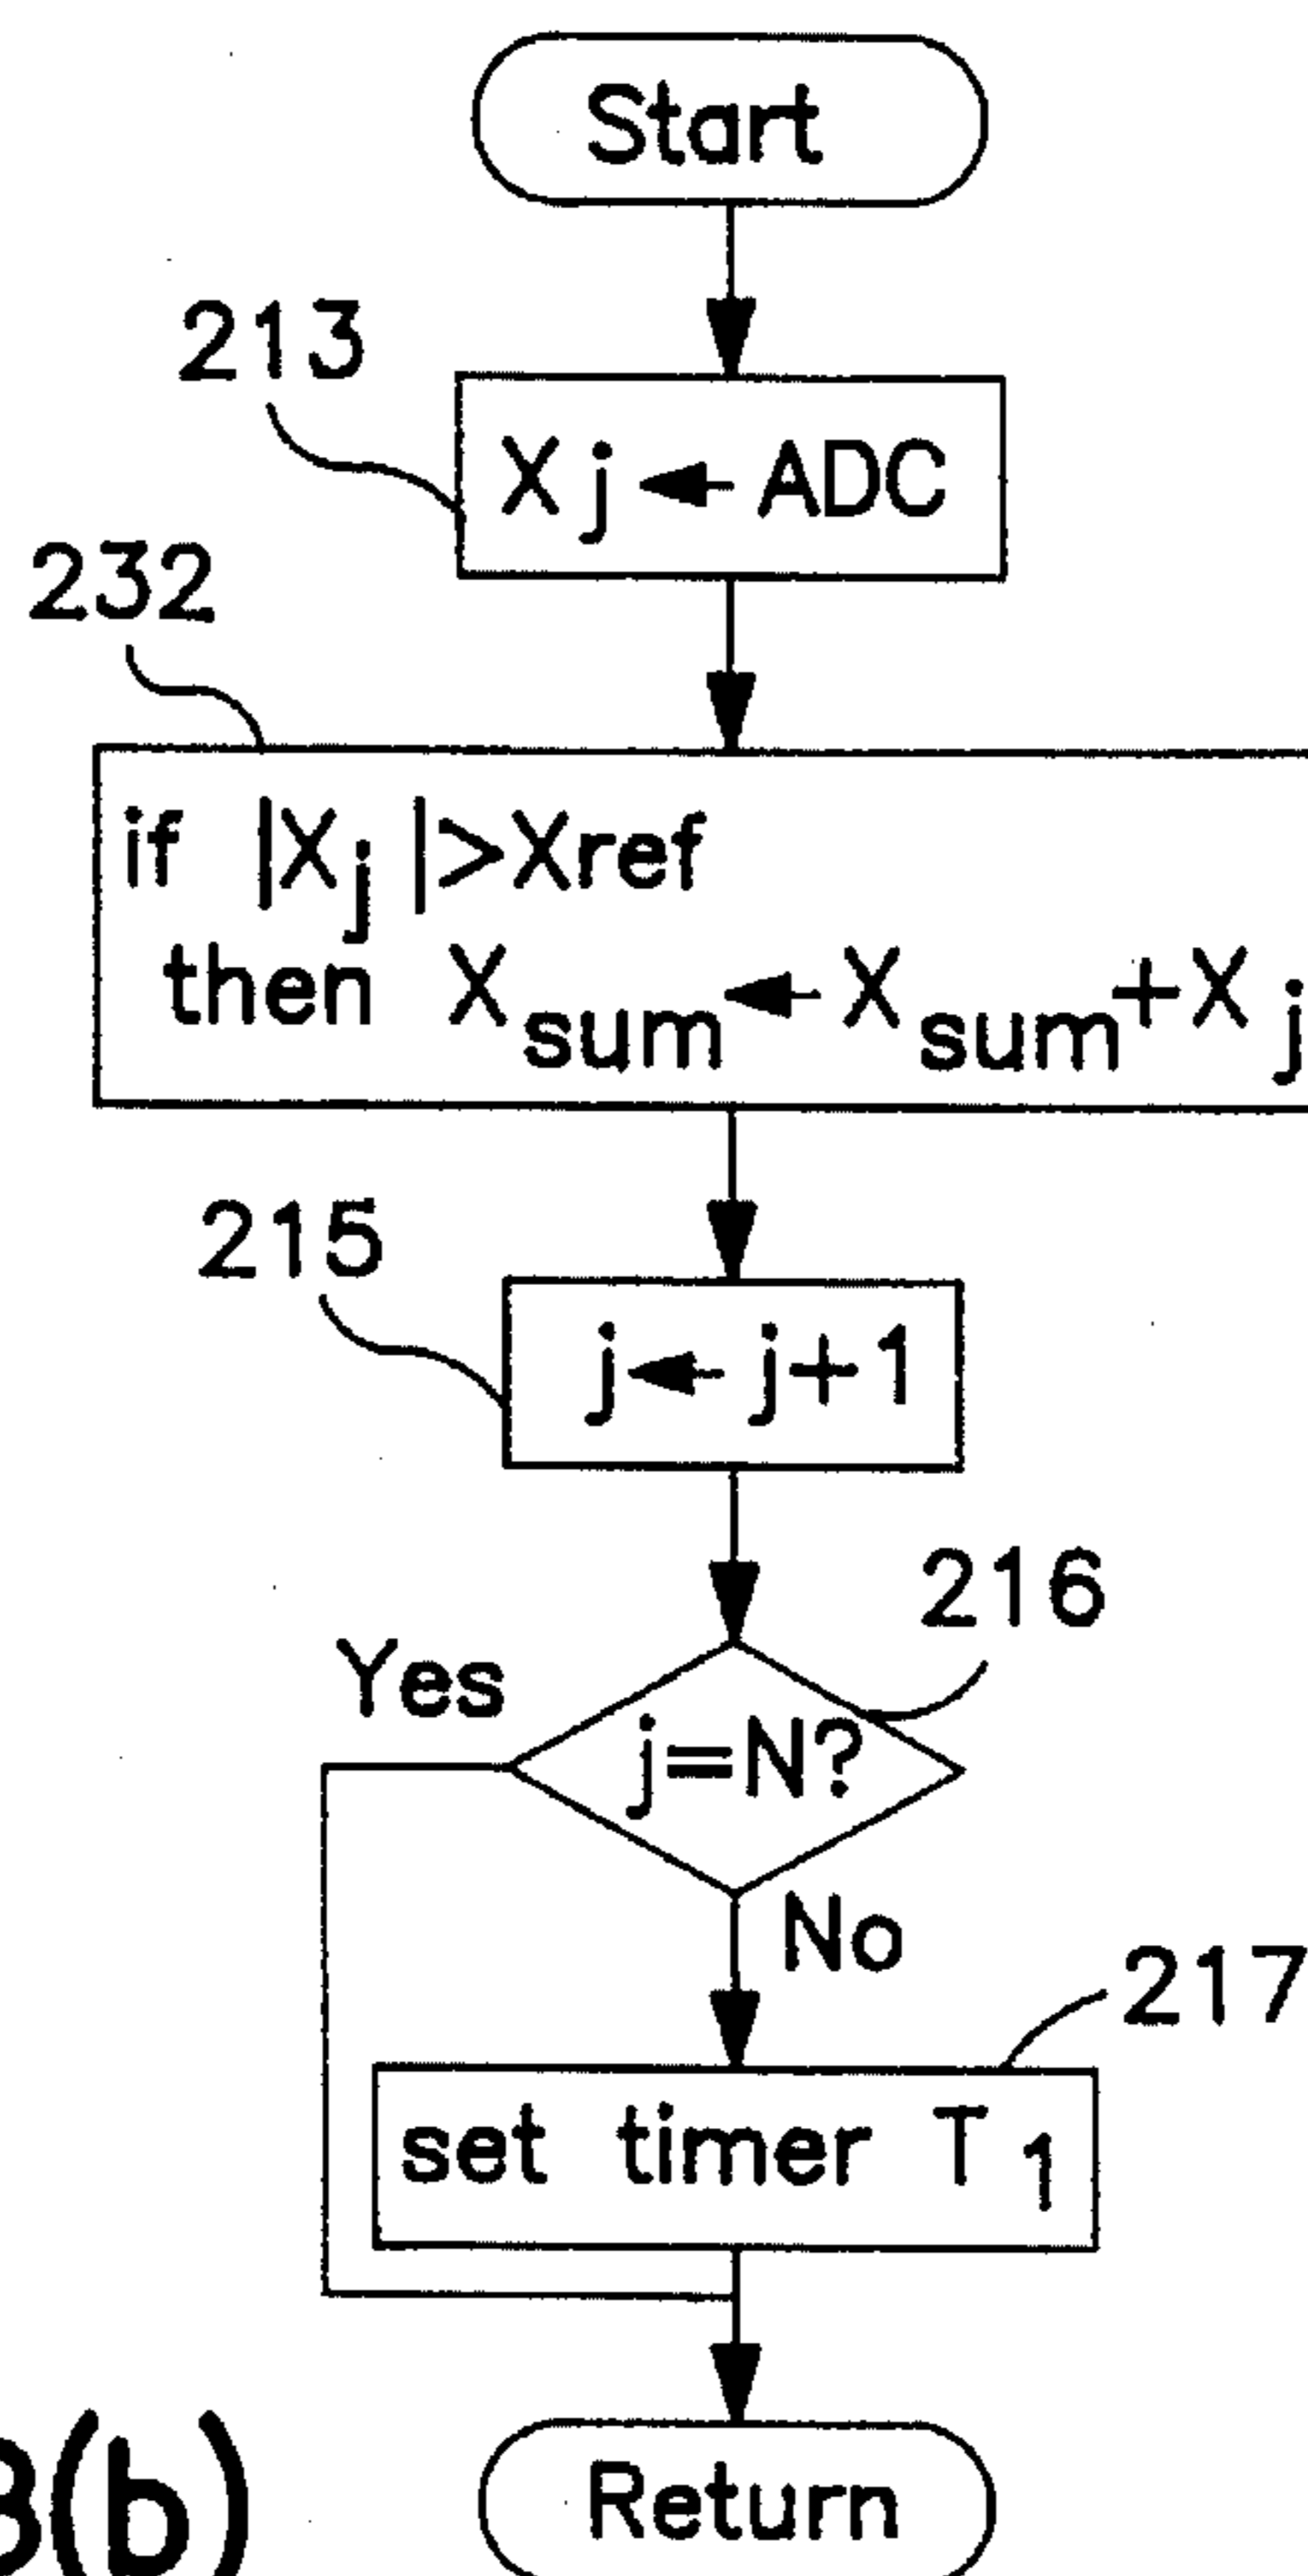 Start
213
Xj ← ADC
232
if |Xj|>Xref
then Xsum ← Xsum+Xj
215
j ← j+1
216
Yes
j=N?
No
217
set timer T1
(b)
Return